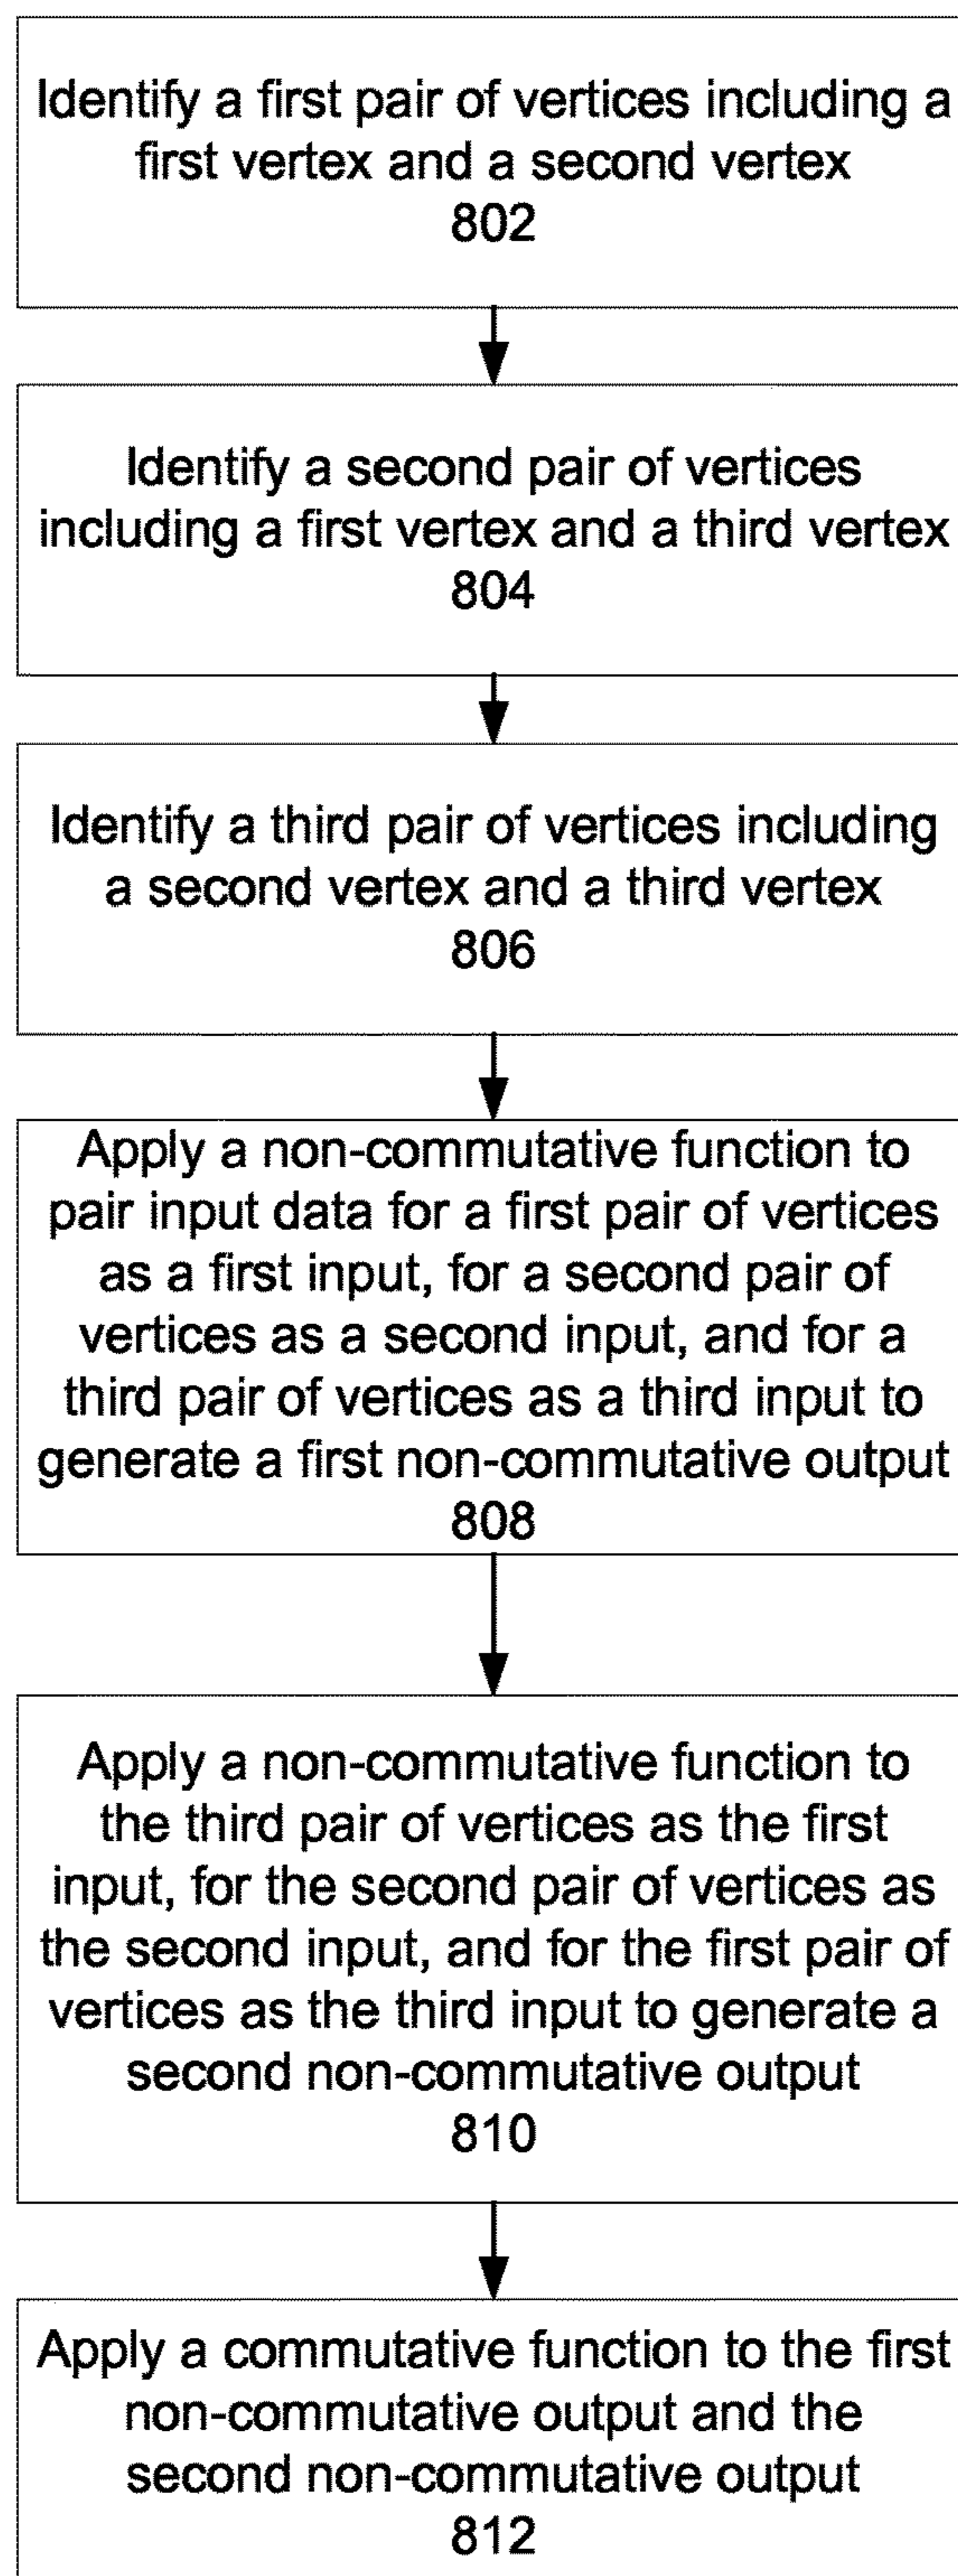 Identify a first pair of vertices including a
first vertex and a second vertex
802
Identify a second pair of vertices
including a first vertex and a third vertex
804
Identify a third pair of vertices including
a second vertex and a third vertex
806
Apply a non-commutative function to
pair input data for a first pair of vertices
as a first input, for a second pair of
vertices as a second input, and for a
third pair of vertices as a third input to
generate a first non-commutative output
808
Apply a non-commutative function to
the third pair of vertices as the first
input, for the second pair of vertices as
the second input, and for the first pair of
vertices as the third input to generate a
second non-commutative output
810
Apply a commutative function to the first
non-commutative output and the
second non-commutative output
812